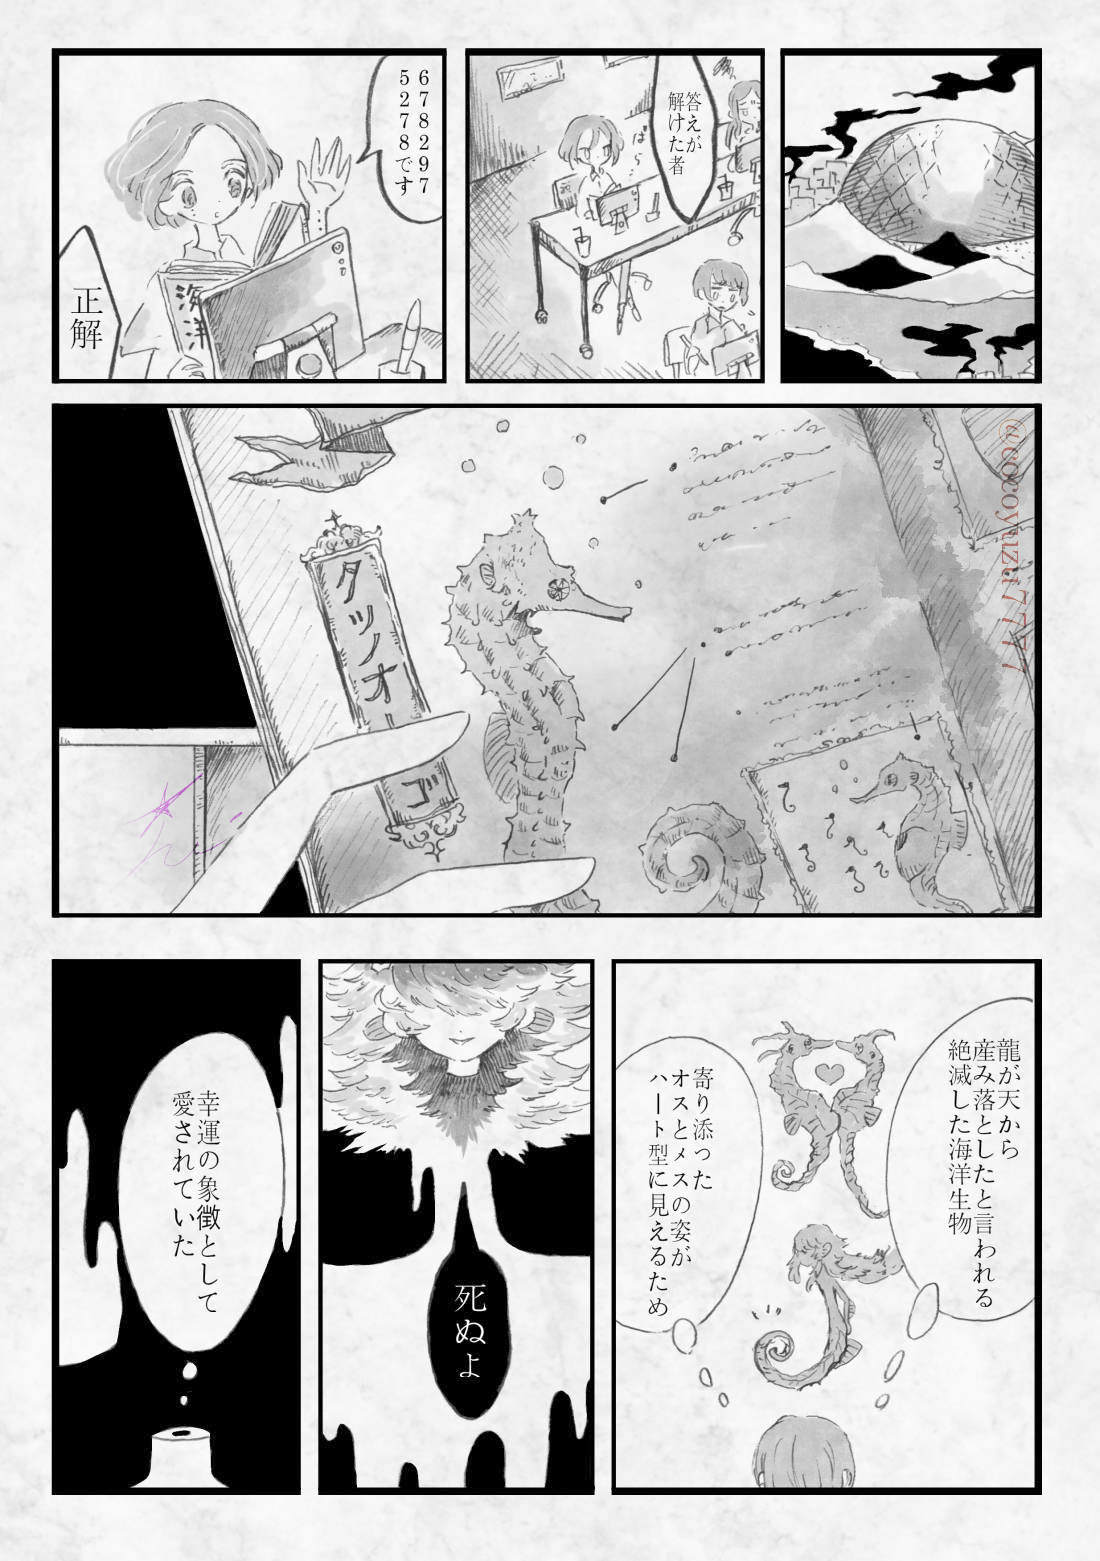 答えが
解けた者
ぱら
６７８２９７
５２７８です
海洋
正解
タツノオ
ゴ
@cocoyuzu7777
龍が天から
産み落としたと言われる
絶滅した海洋生物
寄り添った
オスとメスの姿が
ハート型に見えるため
死ぬよ
幸運の象徴として
愛されていた